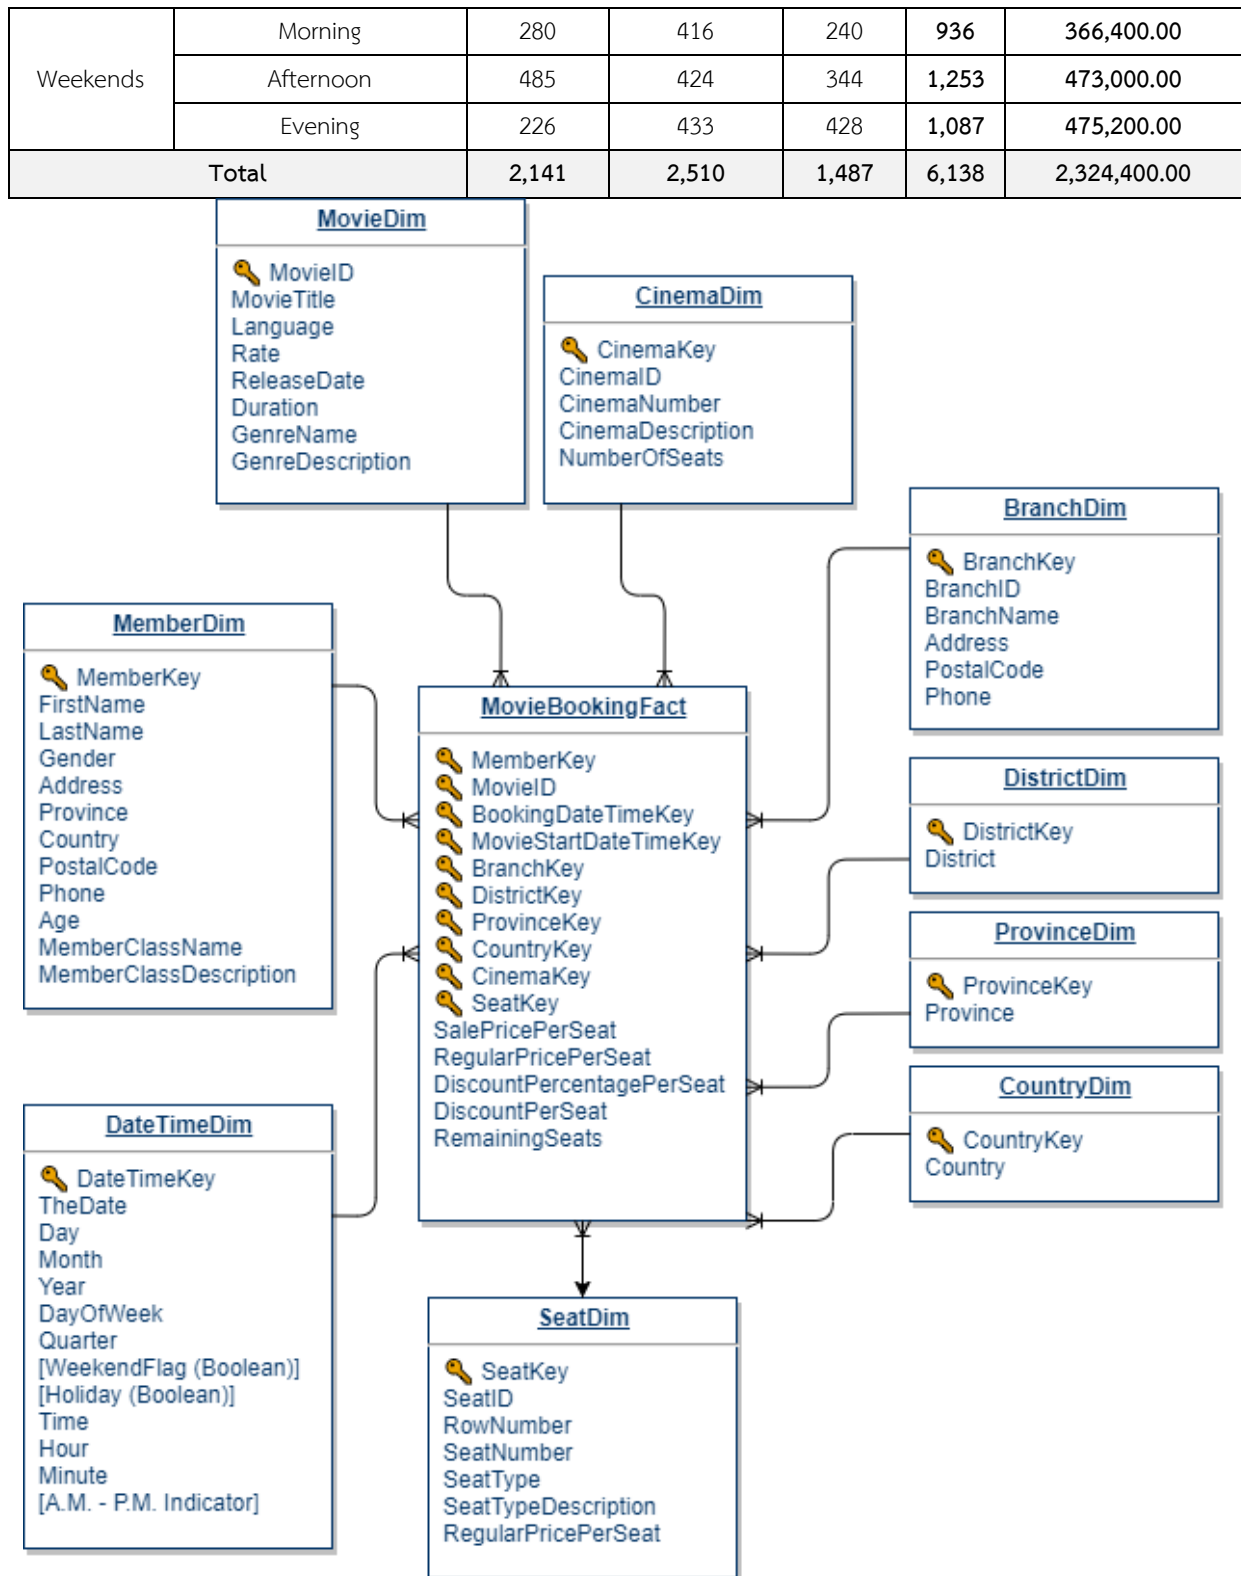 Weekends Morning 280 416 240 936 366,400.00
Afternoon 485 424 344 1,253 473,000.00
Evening 226 433 428 1,087 475,200.00
Total 2,141 2,510 1,487 6,138 2,324,400.00
MovieDim
MovieID
MovieTitle
Language
Rate
ReleaseDate
Duration
GenreName
GenreDescription
CinemaDim
CinemaKey
CinemaID
CinemaNumber
CinemaDescription
NumberOfSeats
BranchDim
BranchKey
BranchID
BranchName
Address
PostalCode
Phone
MemberDim
MemberKey
FirstName
LastName
Gender
Address
Province
Country
PostalCode
Phone
Age
MemberClassName
MemberClassDescription
MovieBookingFact
MemberKey
MovieID
BookingDateTimeKey
MovieStartDateTimeKey
BranchKey
DistrictKey
ProvinceKey
CountryKey
CinemaKey
SeatKey
SalePricePerSeat
RegularPricePerSeat
DiscountPercentagePerSeat
DiscountPerSeat
RemainingSeats
DistrictDim
DistrictKey
District
ProvinceDim
ProvinceKey
Province
CountryDim
CountryKey
Country
DateTimeDim
DateTimeKey
TheDate
Day
Month
Year
DayOfWeek
Quarter
[WeekendFlag (Boolean)]
[Holiday (Boolean)]
Time
Hour
Minute
[A.M. - P.M. Indicator]
SeatDim
SeatKey
SeatID
RowNumber
SeatNumber
SeatType
SeatTypeDescription
RegularPricePerSeat